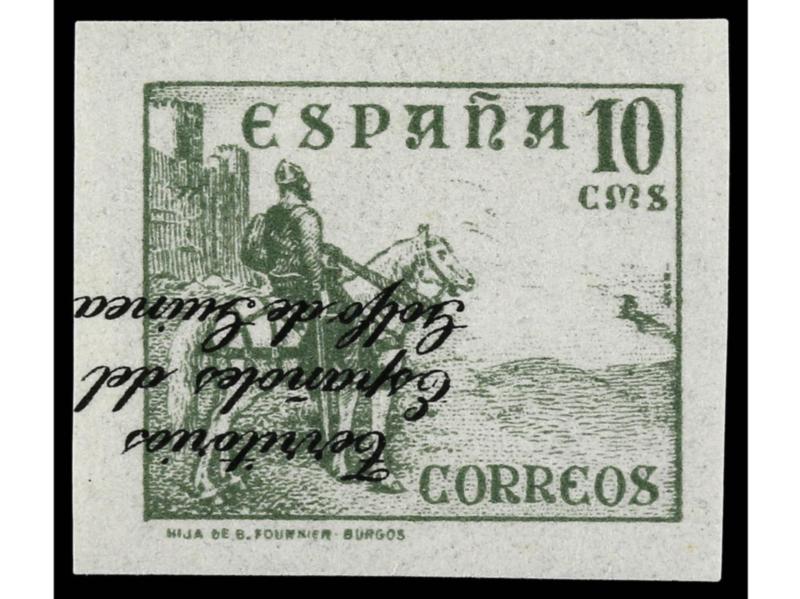 ESPAÑA 10
CMS
Territorios
Españoles del
Golfo de Guinea
CORREOS
HIJA DE B. FOURNIER - BURGOS